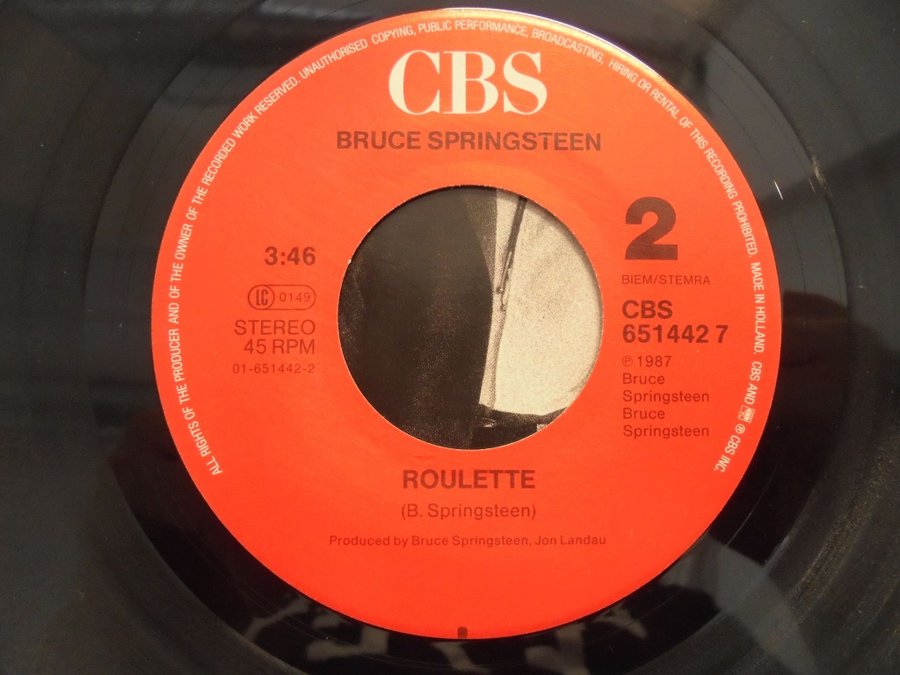 ALL RIGHTS OF THE PRODUCER AND OF THE OWNER OF THE RECORDED WORK RESERVED. UNAUTHORISED COPYING, PUBLIC PERFORMANCE, BROADCASTING, HIRING OR RENTAL OF THIS RECORDING PROHIBITED. MADE IN HOLLAND. CBS AND ® CBS INC.
CBS
BRUCE SPRINGSTEEN
3:46
LC 0149
STEREO
45 RPM
01-651442-2
2
BIEM/STEMRA
CBS
651442 7
℗ 1987
Bruce
Springsteen
Bruce
Springsteen
ROULETTE
(B. Springsteen)
Produced by Bruce Springsteen, Jon Landau